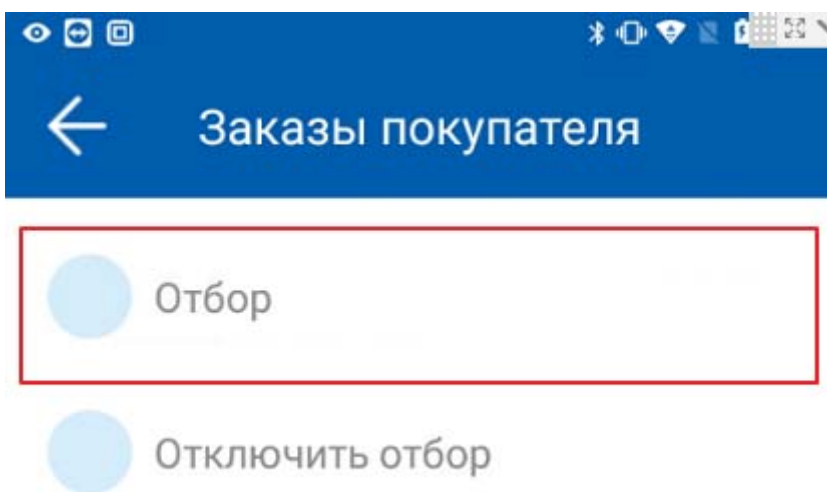 Заказы покупателя
Отбор
Отключить отбор